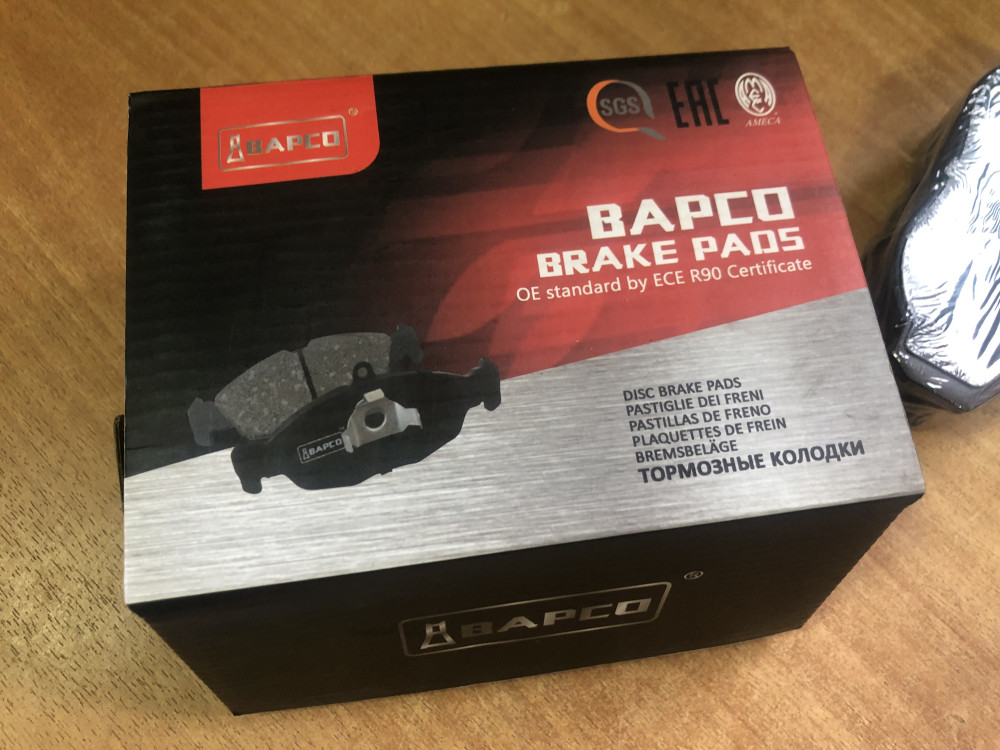 BAPCO
SGS
EAC
AMECA
BAPCO
BRAKE PADS
OE standard by ECE R90 Certificate
DISC BRAKE PADS
PASTIGLIE DEI FRENI
PASTILLAS DE FRENO
PLAQUETTES DE FREIN
BREMSBELÄGE
ТОРМОЗНЫЕ КОЛОДКИ
BAPCO
BAPCO